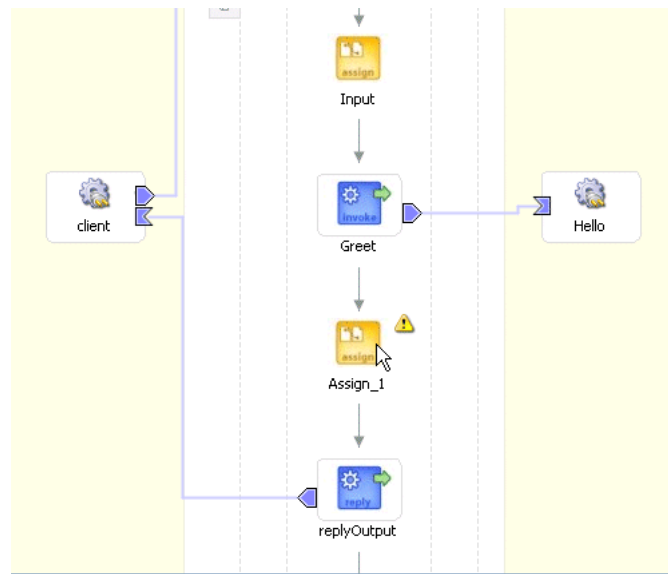 assign
Input
invoke
client
Greet
Hello
assign
Assign_1
reply
replyOutput